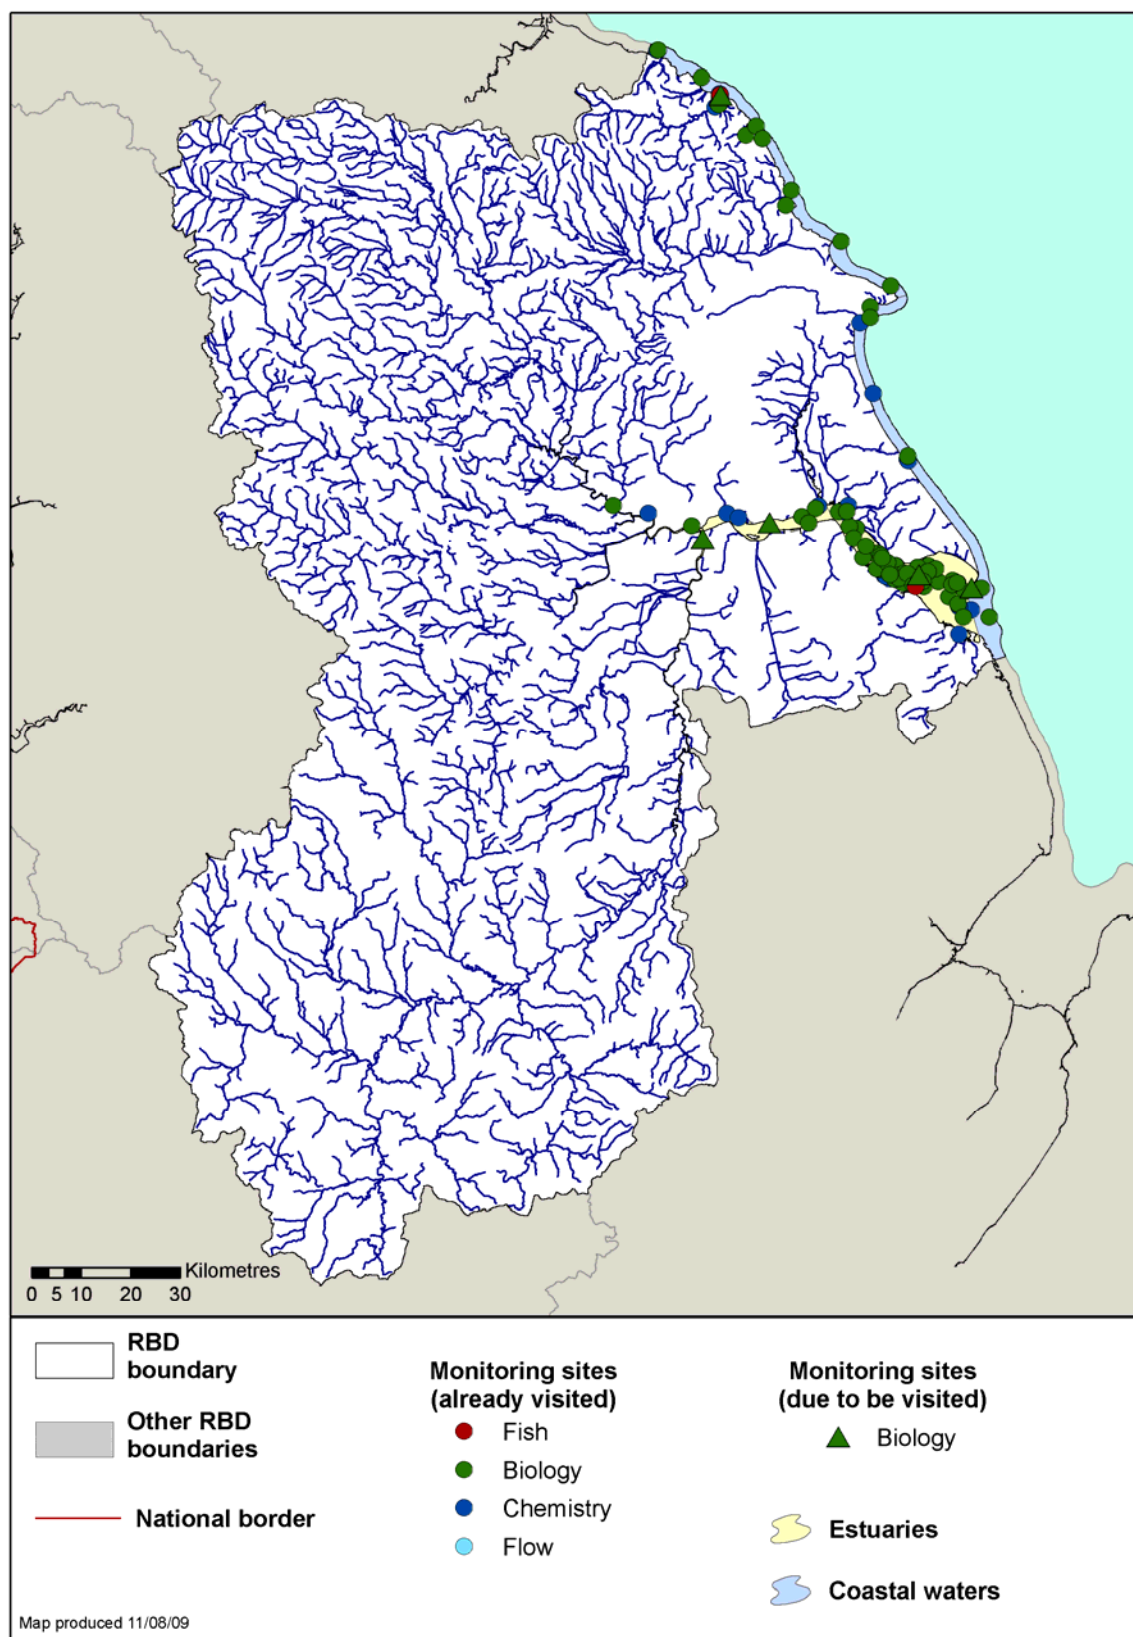 Kilometres
0 5 10 20 30
RBD
boundary
Other RBD
boundaries
National border
Monitoring sites
(already visited)
Fish
Biology
Chemistry
Flow
Monitoring sites
(due to be visited)
Biology
Estuaries
Coastal waters
Map produced 11/08/09